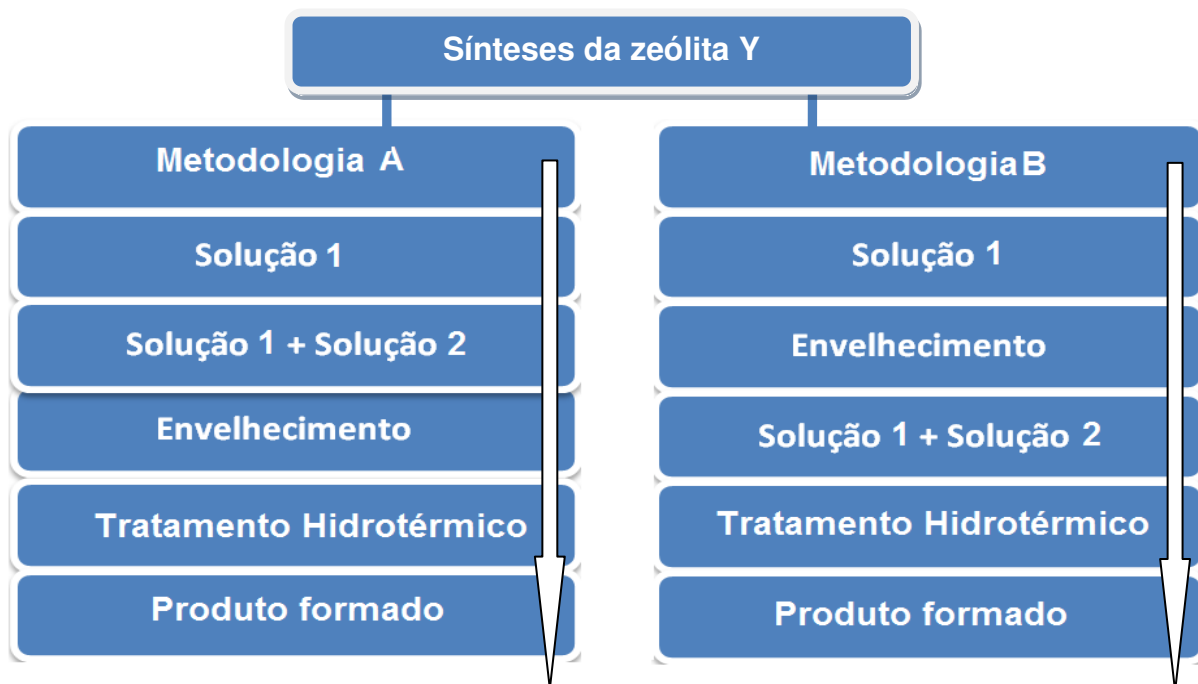 Sínteses da zeólita Y
Metodologia A
Solução 1
Solução 1 + Solução 2
Envelhecimento
Tratamento Hidrotérmico
Produto formado
Metodologia B
Solução 1
Envelhecimento
Solução 1 + Solução 2
Tratamento Hidrotérmico
Produto formado